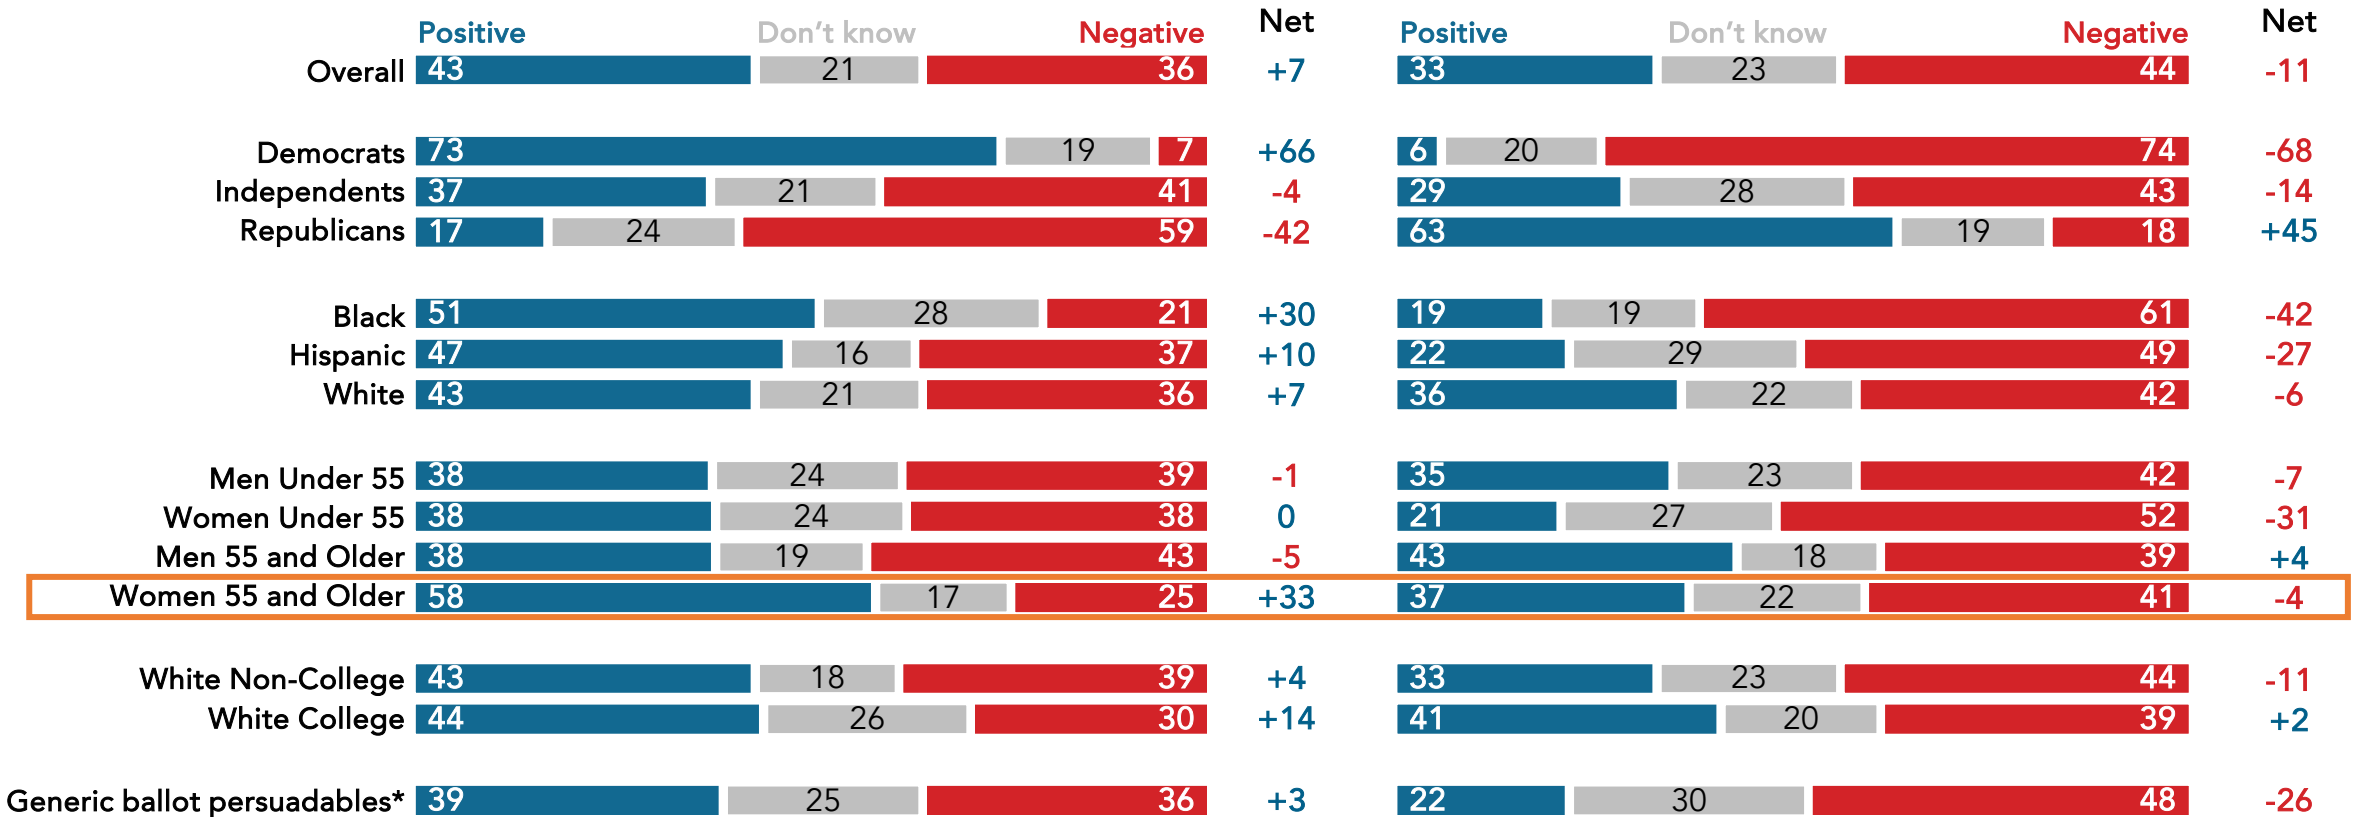 Positive Don't know Negative Net Positive Don't know Negative Net
Overall 43 21 36 +7 33 23 44 -11
Democrats 73 19 7 +66 6 20 74 -68
Independents 37 21 41 -4 29 28 43 -14
Republicans 17 24 59 -42 63 19 18 +45
Black 51 28 21 +30 19 19 61 -42
Hispanic 47 16 37 +10 22 29 49 -27
White 43 21 36 +7 36 22 42 -6
Men Under 55 38 24 39 -1 35 23 42 -7
Women Under 55 38 24 38 0 21 27 52 -31
Men 55 and Older 38 19 43 -5 43 18 39 +4
Women 55 and Older 58 17 25 +33 37 22 41 -4
White Non-College 43 18 39 +4 33 23 44 -11
White College 44 26 30 +14 41 20 39 +2
Generic ballot persuadables* 39 25 36 +3 22 30 48 -26